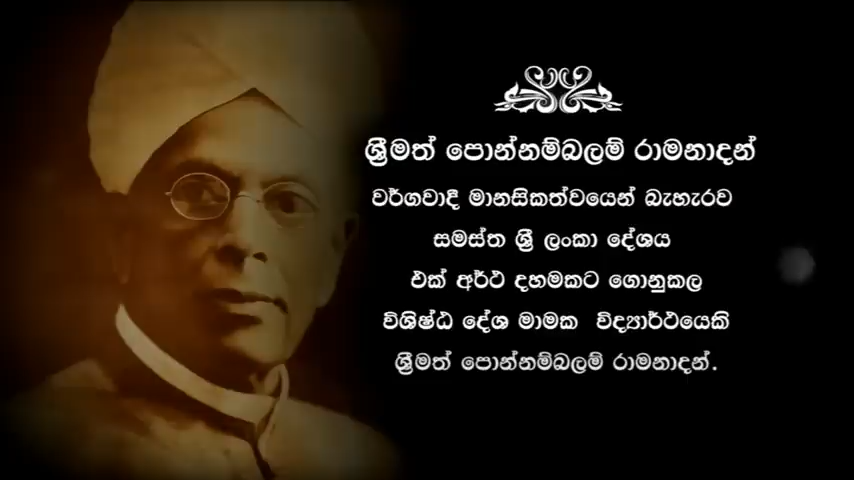 ශ්‍රීමත් පොන්නම්බලම් රාමනාදන්
වර්ගවාදී මානසිකත්වයෙන් බැහැරව
සමස්ත ශ්‍රී ලංකා දේශය
එක් අර්ථ දහමකට ගොනුකල
විශිෂ්ඨ දේශ මාමක විද්‍යාර්ථයෙකි
ශ්‍රීමත් පොන්නම්බලම් රාමනාදන්.